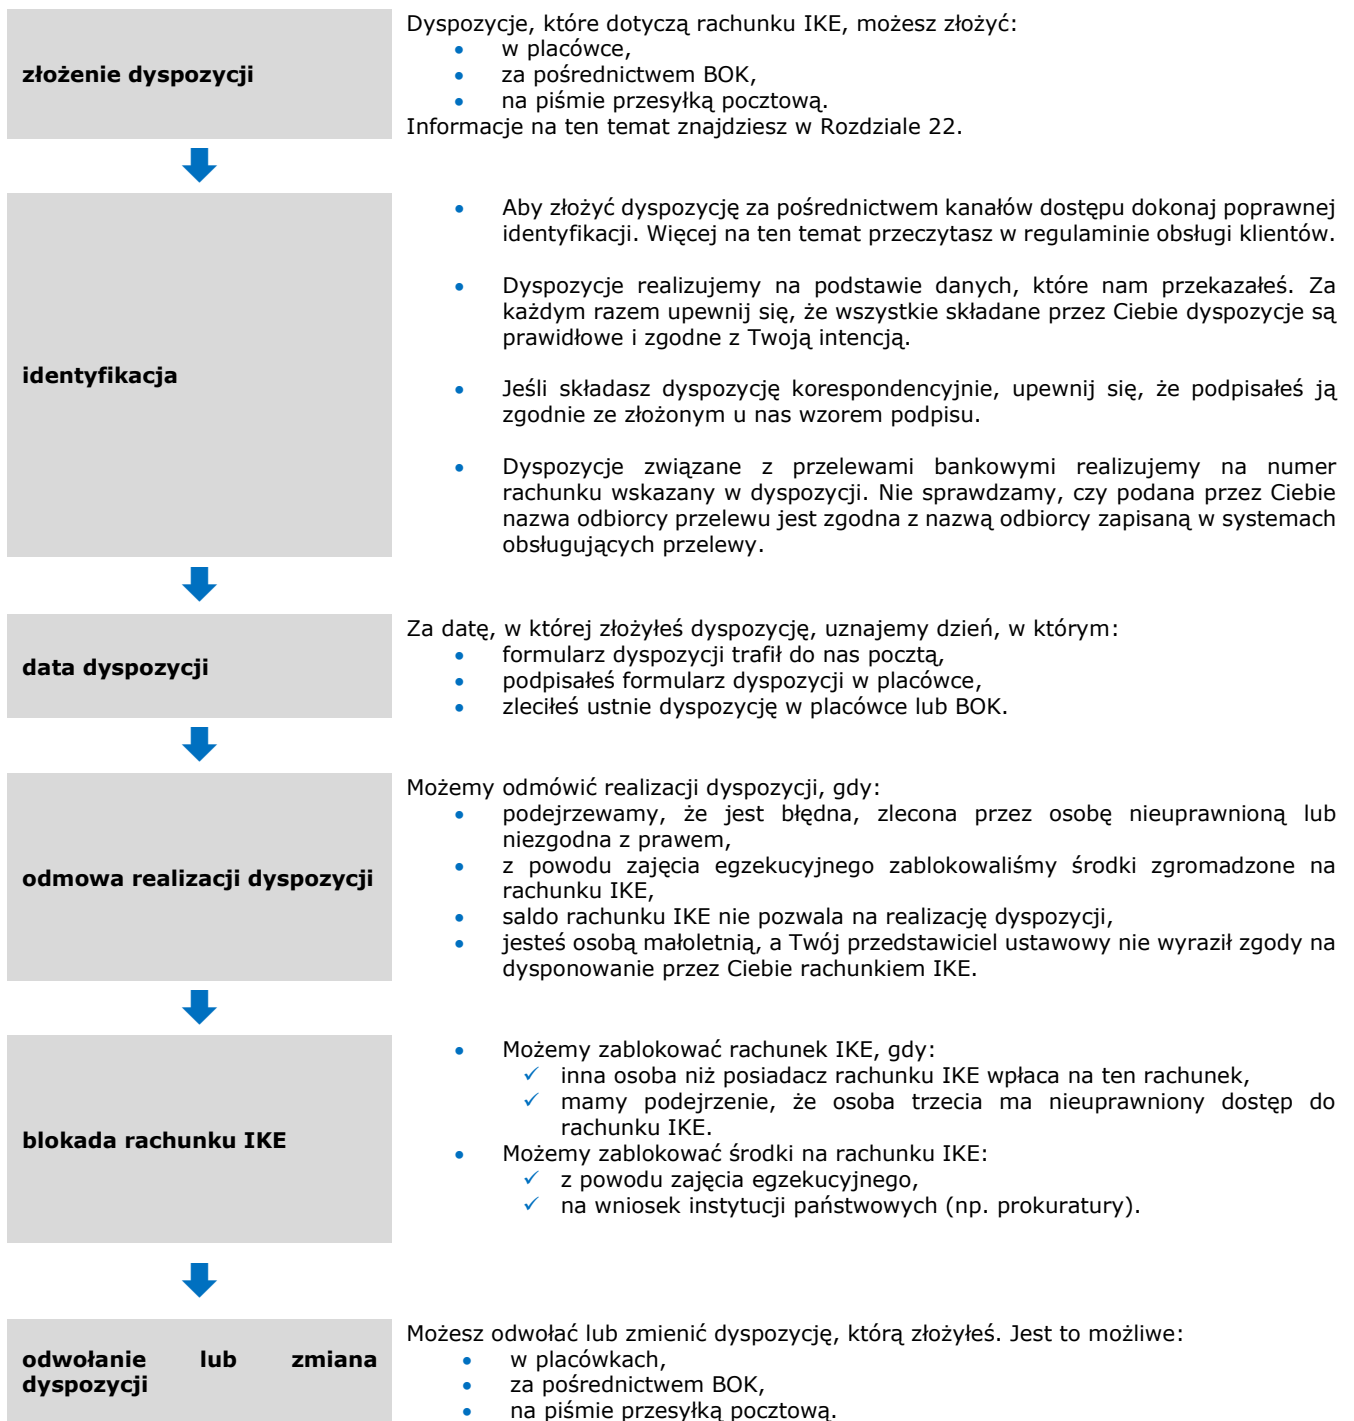 złożenie dyspozycji
Dyspozycje, które dotyczą rachunku IKE, możesz złożyć:
• w placówce,
• za pośrednictwem BOK,
• na piśmie przesyłką pocztową.
Informacje na ten temat znajdziesz w Rozdziale 22.
identyfikacja
• Aby złożyć dyspozycję za pośrednictwem kanałów dostępu dokonaj poprawnej
identyfikacji. Więcej na ten temat przeczytasz w regulaminie obsługi klientów.
• Dyspozycje realizujemy na podstawie danych, które nam przekazałeś. Za
każdym razem upewnij się, że wszystkie składane przez Ciebie dyspozycje są
prawidłowe i zgodne z Twoją intencją.
• Jeśli składasz dyspozycję korespondencyjnie, upewnij się, że podpisałeś ją
zgodnie ze złożonym u nas wzorem podpisu.
• Dyspozycje związane z przelewami bankowymi realizujemy na numer
rachunku wskazany w dyspozycji. Nie sprawdzamy, czy podana przez Ciebie
nazwa odbiorcy przelewu jest zgodna z nazwą odbiorcy zapisaną w systemach
obsługujących przelewy.
data dyspozycji
Za datę, w której złożyłeś dyspozycję, uznajemy dzień, w którym:
• formularz dyspozycji trafił do nas pocztą,
• podpisałeś formularz dyspozycji w placówce,
• zleciłeś ustnie dyspozycję w placówce lub BOK.
odmowa realizacji dyspozycji
Możemy odmówić realizacji dyspozycji, gdy:
• podejrzewamy, że jest błędna, zlecona przez osobę nieuprawnioną lub
niezgodna z prawem,
• z powodu zajęcia egzekucyjnego zablokowaliśmy środki zgromadzone na
rachunku IKE,
• saldo rachunku IKE nie pozwala na realizację dyspozycji,
• jesteś osobą małoletnią, a Twój przedstawiciel ustawowy nie wyraził zgody na
dysponowanie przez Ciebie rachunkiem IKE.
blokada rachunku IKE
• Możemy zablokować rachunek IKE, gdy:
✓ inna osoba niż posiadacz rachunku IKE wpłaca na ten rachunek,
✓ mamy podejrzenie, że osoba trzecia ma nieuprawniony dostęp do
rachunku IKE.
• Możemy zablokować środki na rachunku IKE:
✓ z powodu zajęcia egzekucyjnego,
✓ na wniosek instytucji państwowych (np. prokuratury).
odwołanie lub zmiana
dyspozycji
Możesz odwołać lub zmienić dyspozycję, którą złożyłeś. Jest to możliwe:
• w placówkach,
• za pośrednictwem BOK,
• na piśmie przesyłką pocztową.